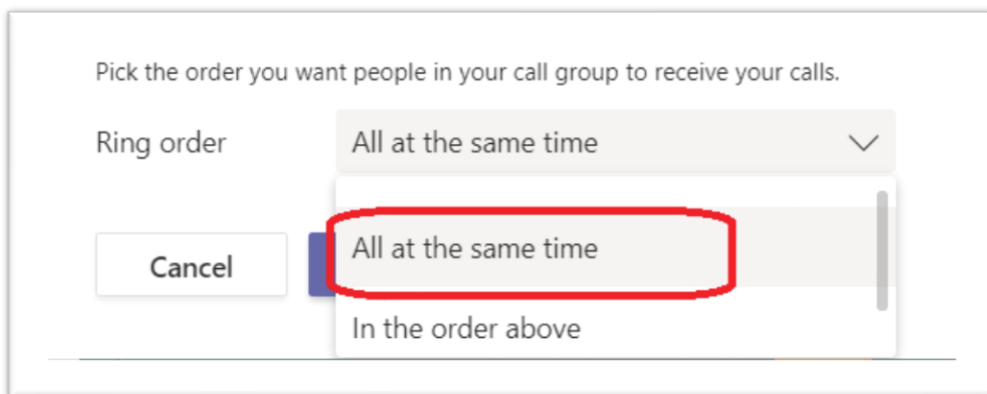 Pick the order you want people in your call group to receive your calls.
Ring order
All at the same time
All at the same time
Cancel
In the order above